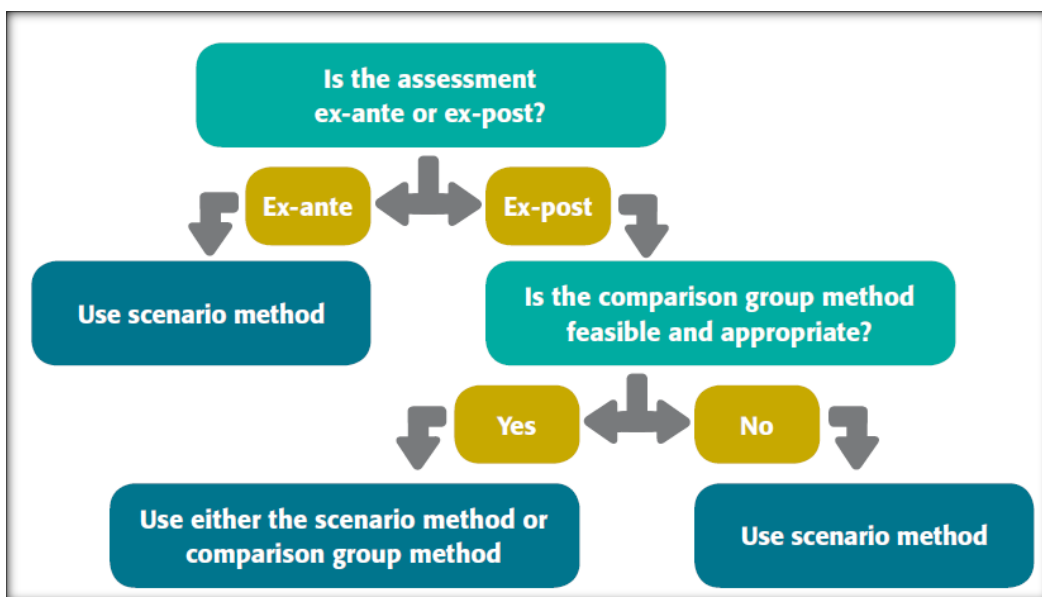 Is the assessment
ex-ante or ex-post?
Ex-ante
Ex-post
Use scenario method
Is the comparison group method
feasible and appropriate?
Yes
No
Use either the scenario method or
comparison group method
Use scenario method